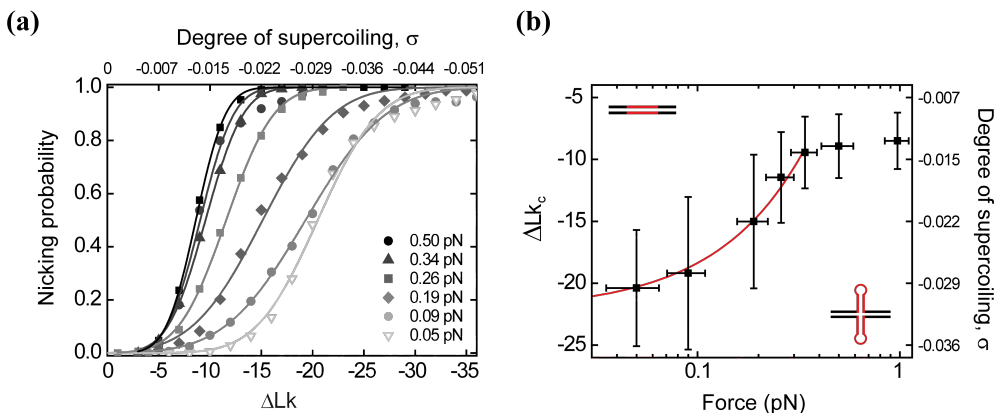 (a)
Degree of supercoiling, σ
0 -0.007 -0.015 -0.022 -0.029 -0.036 -0.044 -0.051
1.0
0.8
0.6
0.4
0.2
0.0
Nicking probability
0.50 pN
0.34 pN
0.26 pN
0.19 pN
0.09 pN
0.05 pN
0 -5 -10 -15 -20 -25 -30 -35
ΔLk
(b)
-5
-10
-15
-20
-25
ΔLkc
-0.007
-0.015
-0.022
-0.029
-0.036
Degree of supercoiling, σ
0.1 1
Force (pN)